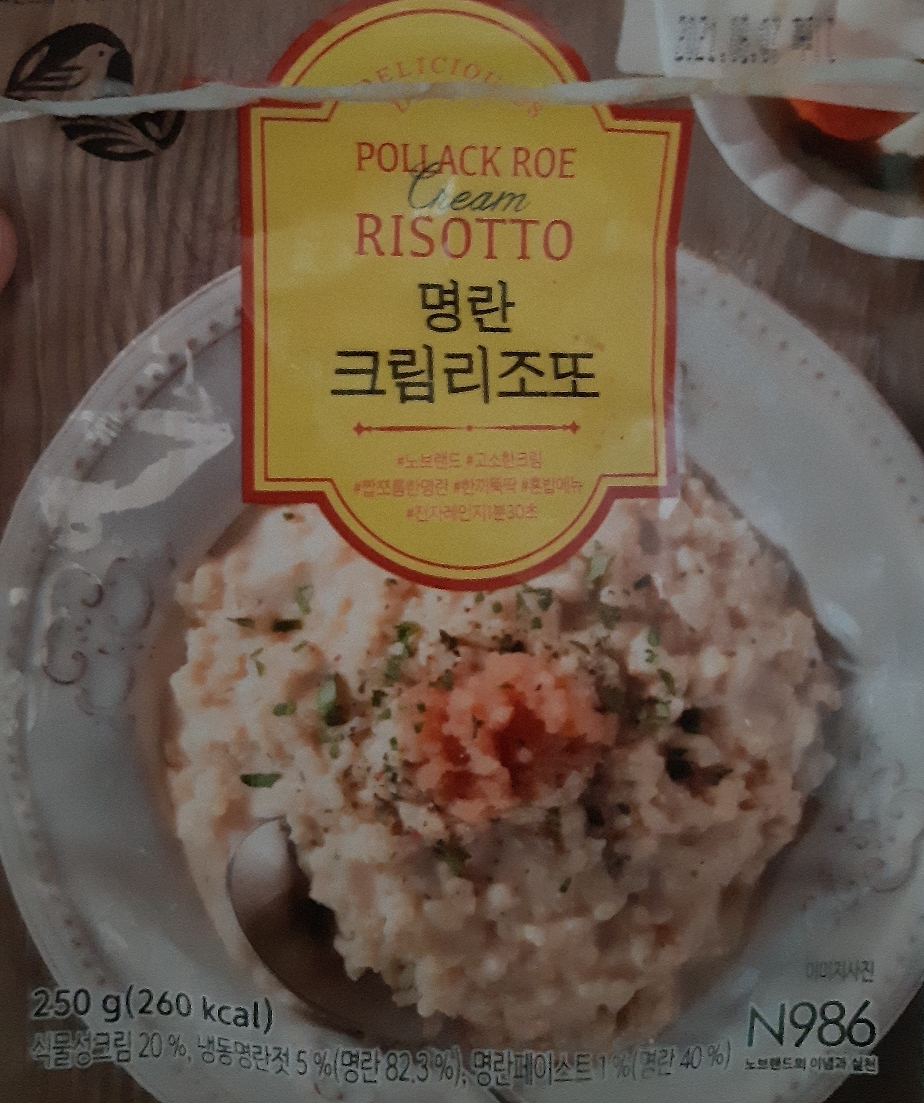 DELICIOUS
POLLACK ROE
Cream
RISOTTO
명란
크림리조또
#노브랜드 #고소한크림
#짭쪼름한명란 #한끼뚝딱 #혼밥메뉴
#전자레인지1분30초
이미지사진
250 g(260 kcal)
N986
식물성크림 20 %, 냉동명란젓 5 %(명란 82.3 %), 명란페이스트 1 %(명란 40 %)
노브랜드의 이념과 실천